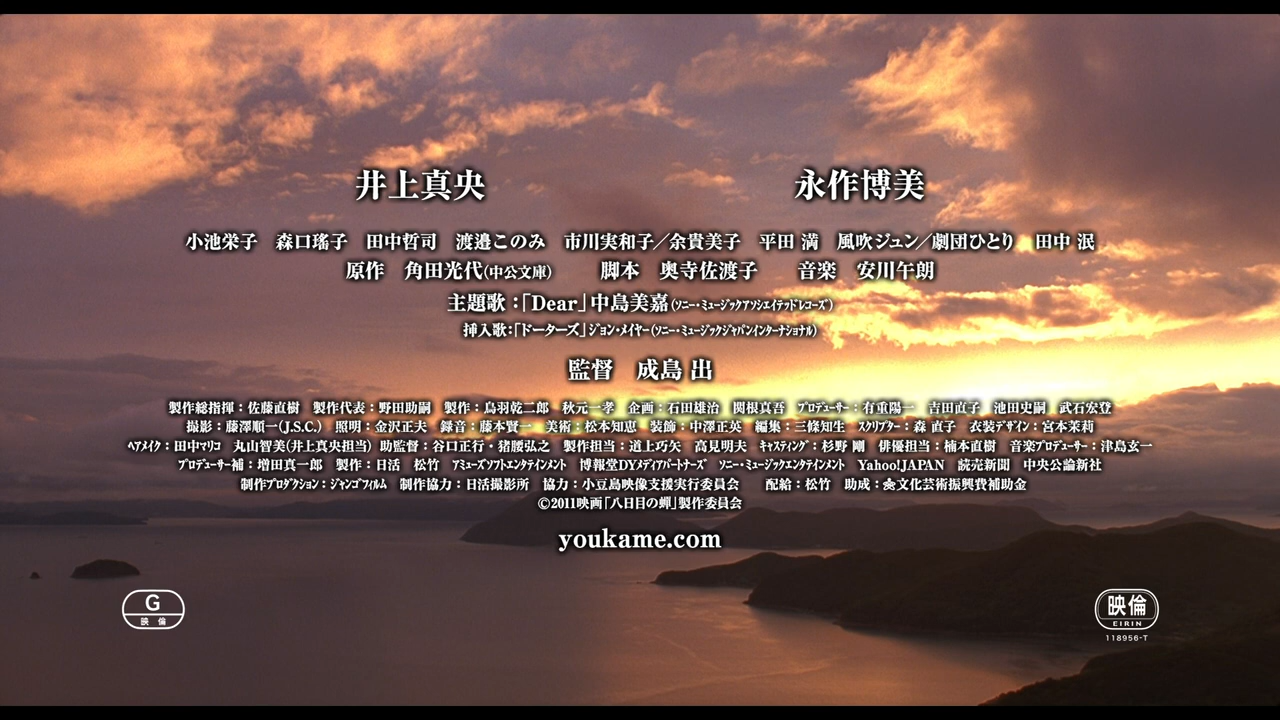 井上真央　永作博美
小池栄子　森口瑤子　田中哲司　渡邉このみ　市川実和子／余貴美子　平田 満　風吹ジュン／劇団ひとり　田中 泯
原作　角田光代(中公文庫)　脚本　奥寺佐渡子　音楽　安川午朗
主題歌：「Dear」中島美嘉(ソニー・ミュージックアソシエイテッドレコーズ)
挿入歌：「ドーターズ」ジョン・メイヤー(ソニー・ミュージックジャパンインターナショナル)
監督　成島 出
製作総指揮：佐藤直樹　製作代表：野田助嗣　製作：鳥羽乾二郎　秋元一孝　企画：石田雄治　関根真吾　プロデューサー：有重陽一　吉田直子　池田史嗣　武石宏登
撮影：藤澤順一(J.S.C.)　照明：金沢正夫　録音：藤本賢一　美術：松本知恵　装飾：中澤正英　編集：三條知生　スクリプター：森 直子　衣装デザイン：宮本茉莉
ヘアメイク：田中マリコ　丸山智美(井上真央担当)　助監督：谷口正行・猪腰弘之　製作担当：道上巧矢　高見明夫　キャスティング：杉野 剛　俳優担当：楠本直樹　音楽プロデューサー：津島玄一
プロデューサー補：増田真一郎　製作：日活　松竹　アミューズソフトエンタテインメント　博報堂DYメディアパートナーズ　ソニー・ミュージックエンタテインメント　Yahoo!JAPAN　読売新聞　中央公論新社
制作プロダクション：ジャンゴフィルム　制作協力：日活撮影所　協力：小豆島映像支援実行委員会　配給：松竹　助成：文化芸術振興費補助金
©2011映画「八日目の蟬」製作委員会
youkame.com
G
映倫
映倫
EIRIN
118956-T